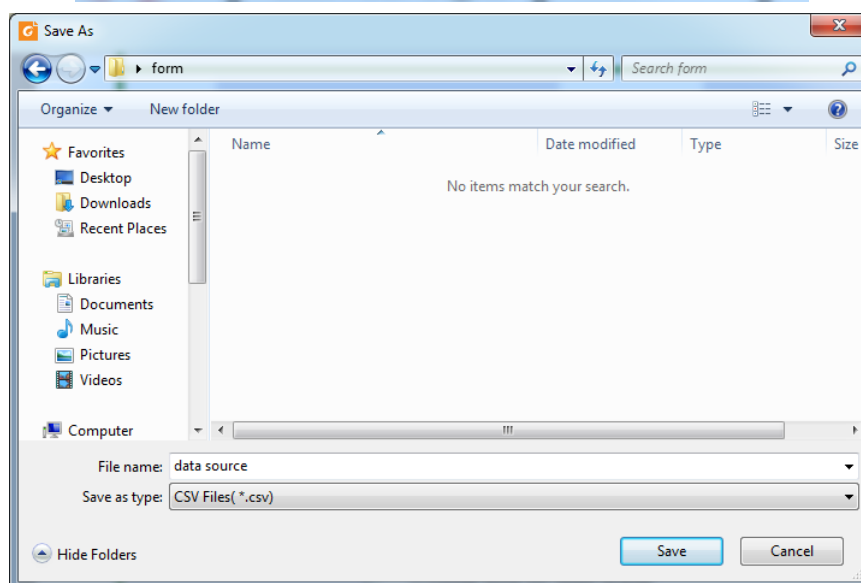 Save As
form
Search form
Organize
New folder
Favorites
Desktop
Downloads
Recent Places
Libraries
Documents
Music
Pictures
Videos
Computer
Name
Date modified
Type
Size
No items match your search.
File name: data source
Save as type: CSV Files( *.csv)
Hide Folders
Save
Cancel